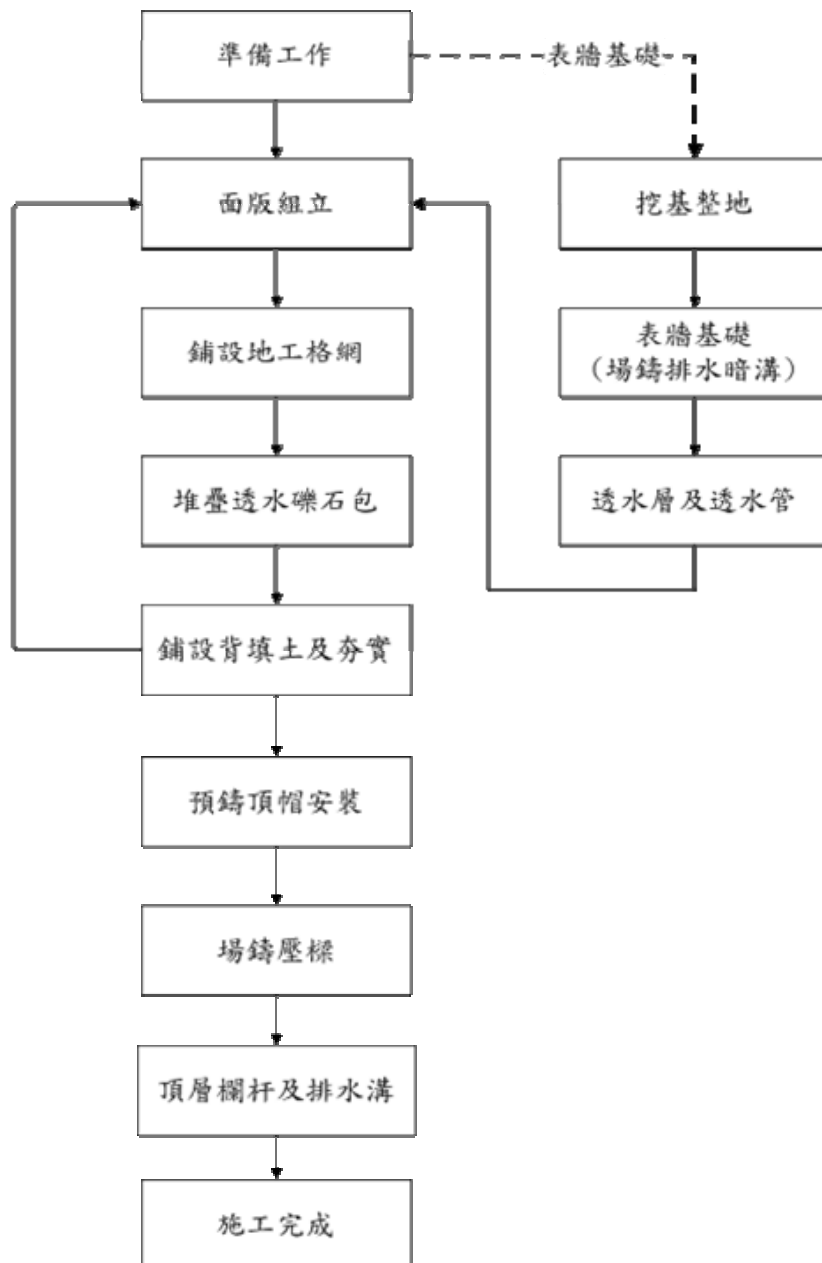 準備工作
表牆基礎
面版組立
挖基整地
鋪設地工格網
表牆基礎
(場鑄排水暗溝)
堆疊透水礫石包
透水層及透水管
鋪設背填土及夯實
預鑄頂帽安裝
場鑄壓樑
頂層欄杆及排水溝
施工完成